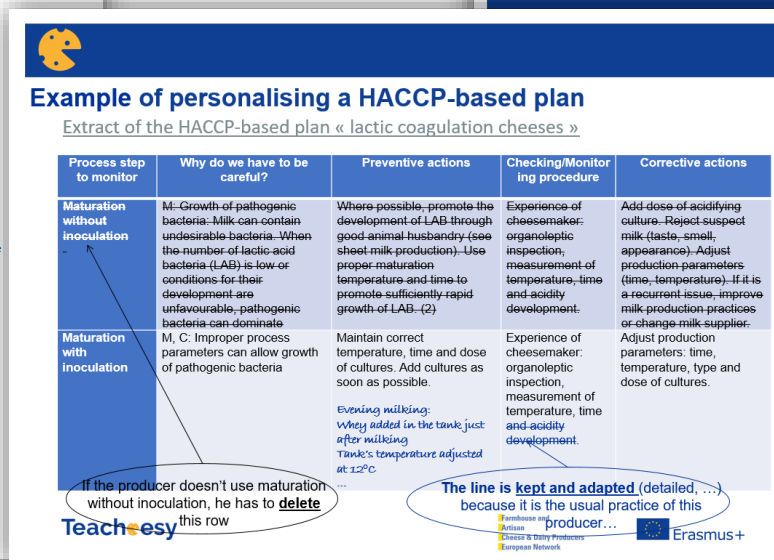 Example of personalising a HACCP-based plan
Extract of the HACCP-based plan « lactic coagulation cheeses »
Process step
to monitor
Why do we have to be
careful?
Preventive actions
Checking/Monitor
ing procedure
Corrective actions
Maturation
without
inoculation
-
M: Growth of pathogenic
bacteria: Milk can contain
undesirable bacteria. When
the number of lactic acid
bacteria (LAB) is low or
conditions for their
development are
unfavourable, pathogenic
bacteria can dominate
Where possible, promote the
development of LAB through
good animal husbandry (see
sheet milk production). Use
proper maturation
temperature and time to
promote sufficiently rapid
growth of LAB. (2)
Experience of
cheesemaker:
organoleptic
inspection,
measurement of
temperature, time
and acidity
development.
Add dose of acidifying
culture. Reject suspect
milk (taste, smell,
appearance). Adjust
production parameters
(time, temperature). If it is
a recurrent issue, improve
milk production practices
or change milk supplier.
Maturation
with
inoculation
M, C: Improper process
parameters can allow growth
of pathogenic bacteria
Maintain correct
temperature, time and dose
of cultures. Add cultures as
soon as possible.
Evening milking:
Whey added in the tank just
after milking
Tank's temperature adjusted
at 12°C
...
Experience of
cheesemaker:
organoleptic
inspection,
measurement of
temperature, time
and acidity
development.
Adjust production
parameters: time,
temperature, type and
dose of cultures.
If the producer doesn't use maturation
without inoculation, he has to delete
this row
The line is kept and adapted (detailed, …)
because it is the usual practice of this
producer…
Teacheesy
Farmhouse and
Artisan
Cheese & Dairy Producers
European Network
Erasmus+